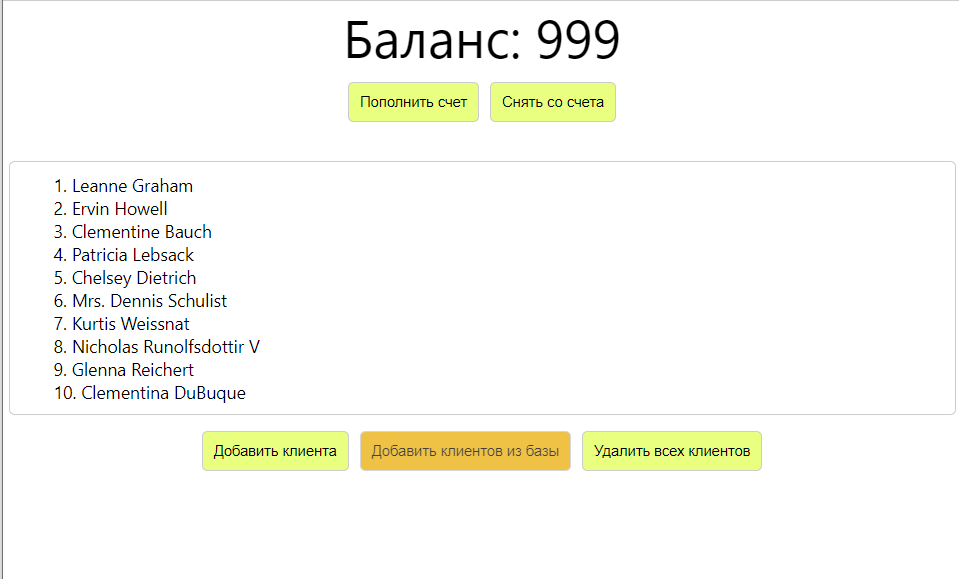 Баланс: 999
Пополнить счет Снять со счета
1. Leanne Graham
2. Ervin Howell
3. Clementine Bauch
4. Patricia Lebsack
5. Chelsey Dietrich
6. Mrs. Dennis Schulist
7. Kurtis Weissnat
8. Nicholas Runolfsdottir V
9. Glenna Reichert
10. Clementina DuBuque
Добавить клиента Добавить клиентов из базы Удалить всех клиентов